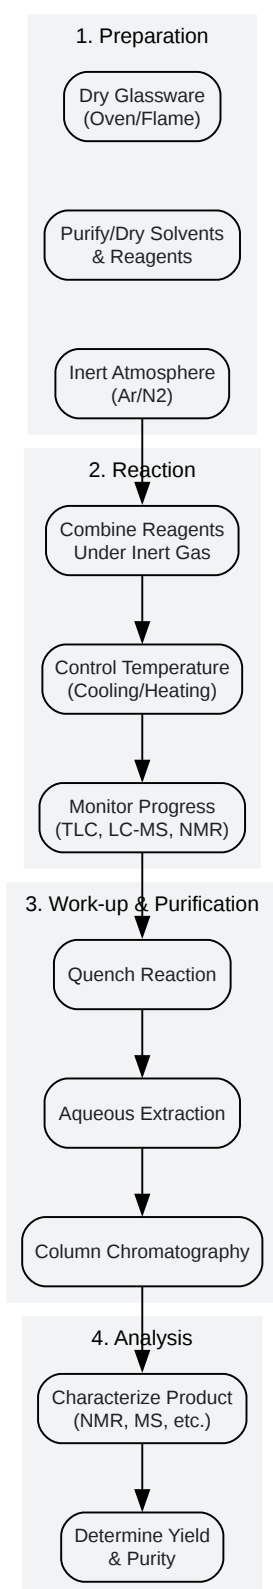 1. Preparation
Dry Glassware
(Oven/Flame)
Purify/Dry Solvents
& Reagents
Inert Atmosphere
(Ar/N2)
2. Reaction
Combine Reagents
Under Inert Gas
Control Temperature
(Cooling/Heating)
Monitor Progress
(TLC, LC-MS, NMR)
3. Work-up & Purification
Quench Reaction
Aqueous Extraction
Column Chromatography
4. Analysis
Characterize Product
(NMR, MS, etc.)
Determine Yield
& Purity